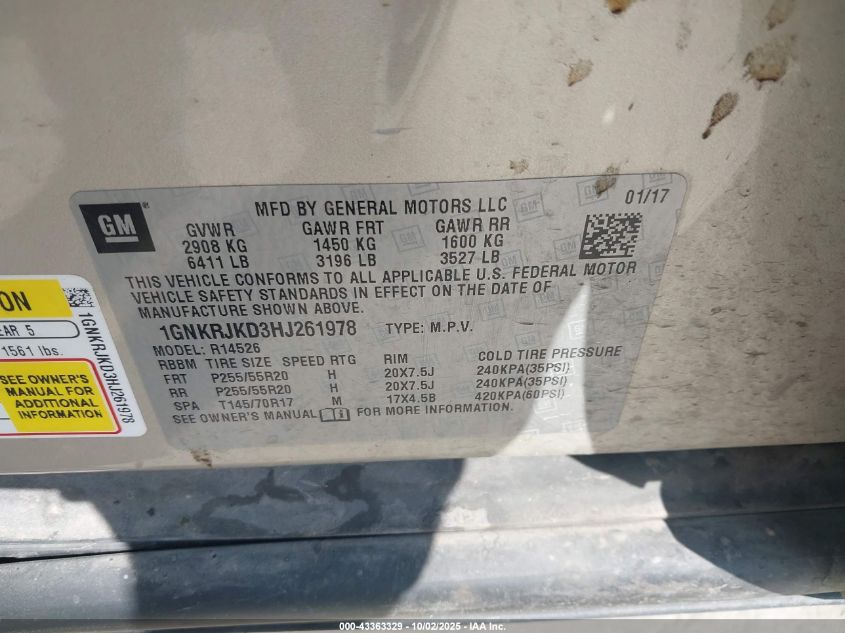 GM
MFD BY GENERAL MOTORS LLC
01/17
GVWR GAWR FRT GAWR RR
2908 KG 1450 KG 1600 KG
6411 LB 3196 LB 3527 LB
THIS VEHICLE CONFORMS TO ALL APPLICABLE U.S. FEDERAL MOTOR
VEHICLE SAFETY STANDARDS IN EFFECT ON THE DATE OF
MANUFACTURE SHOWN ABOVE.
1GNKRJKD3HJ261978 TYPE: M.P.V.
MODEL: R14526
RBBM TIRE SIZE SPEED RTG RIM COLD TIRE PRESSURE
FRT P255/55R20 H 20X7.5J 240KPA(35PSI)
RR P255/55R20 H 20X7.5J 240KPA(35PSI)
SPA T145/70R17 M 17X4.5B 420KPA(60PSI)
SEE OWNER'S MANUAL FOR MORE INFORMATION.
ON
EAR 5
1561 lbs.
SEE OWNER'S
MANUAL FOR
ADDITIONAL
INFORMATION
1GNKRJKD3HJ261978
000-43363329 - 10/02/2025 - IAA Inc.